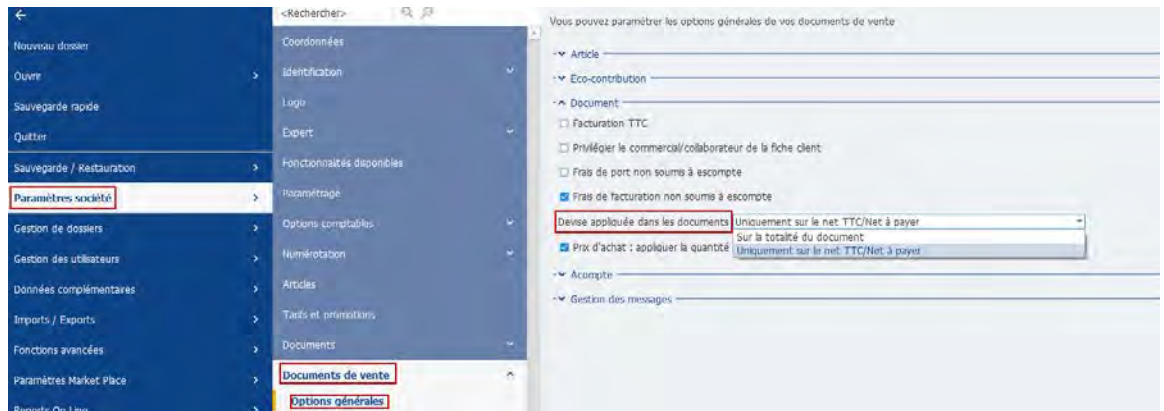 Nouveau dossier
Ouvrir
Sauvegarde rapide
Quitter
Sauvegarde / Restauration
Paramètres société
Gestion de dossiers
Gestion des utilisateurs
Données complémentaires
Imports / Exports
Fonctions avancées
Paramètres Market Place
Reports On Line
<Rechercher>
Coordonnées
Identification
Logo
Expert
Fonctionnalités disponibles
Paramétrage
Options comptables
Numérotation
Articles
Tarifs et promotions
Documents
Documents de vente
Options générales
Vous pouvez paramétrer les options générales de vos documents de vente
Article
Eco-contribution
Document
Facturation TTC
Privilégier le commercial/collaborateur de la fiche client
Frais de port non soumis à escompte
Frais de facturation non soumis à escompte
Devise appliquée dans les documents Uniquement sur le net TTC/Net à payer
Sur la totalité du document
Prix d'achat : appliquer la quantité Uniquement sur le net TTC/Net à payer
Acompte
Gestion des messages